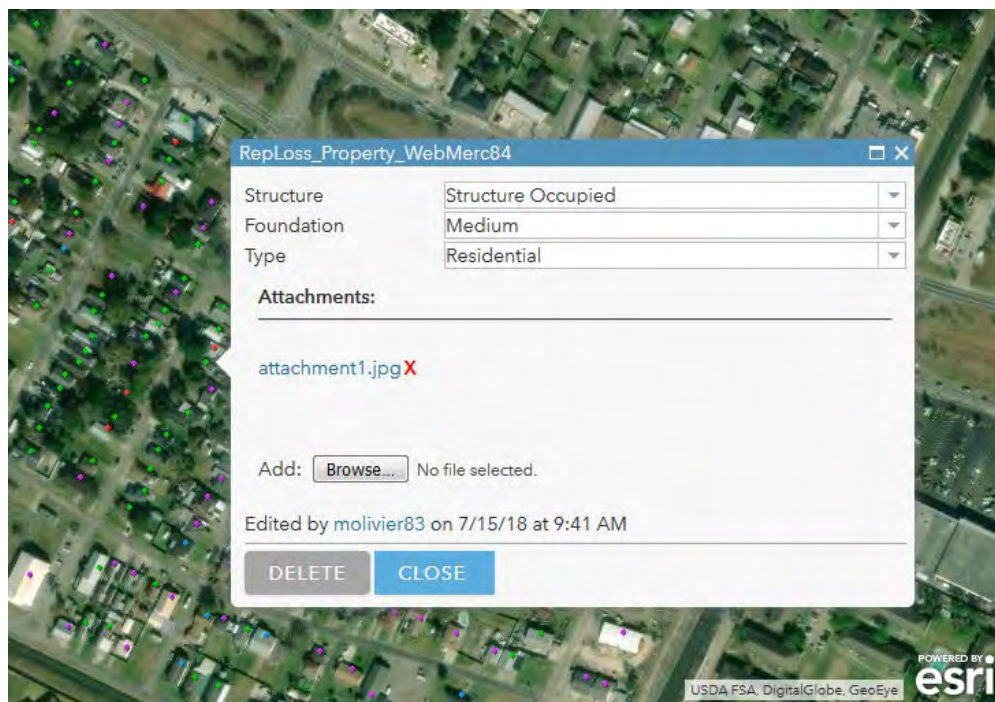 RepLoss_Property_WebMerc84
Structure Structure Occupied
Foundation Medium
Type Residential
Attachments:
attachment1.jpgX
Add: Browse... No file selected.
Edited by molivier83 on 7/15/18 at 9:41 AM
DELETE CLOSE
POWERED BY
esri
USDA FSA, DigitalGlobe, GeoEye